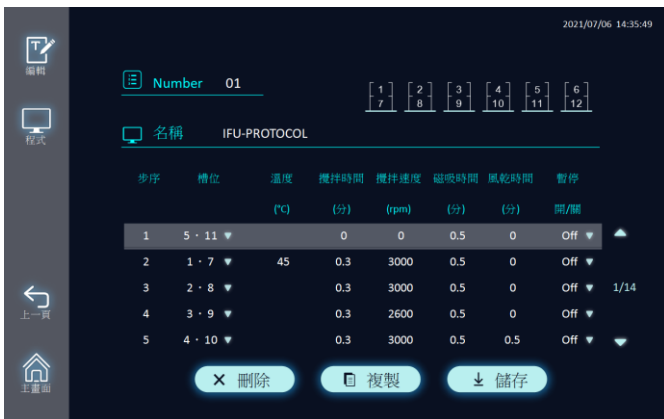 2021/07/06 14:35:49
編輯
程式
上一頁
主畫面
Number 01
1 2 3 4 5 6
7 8 9 10 11 12
名稱 IFU-PROTOCOL
步序 槽位 溫度 攪拌時間 攪拌速度 磁吸時間 風乾時間 暫停
(°C) (分) (rpm) (分) (分) 開/關
1 5・11 ▼ 0 0 0.5 0 Off ▼
2 1・7 ▼ 45 0.3 3000 0.5 0 Off ▼
3 2・8 ▼ 0.3 3000 0.5 0 Off ▼ 1/14
4 3・9 ▼ 0.3 2600 0.5 0 Off ▼
5 4・10 ▼ 0.3 3000 0.5 0.5 Off ▼
刪除 複製 儲存